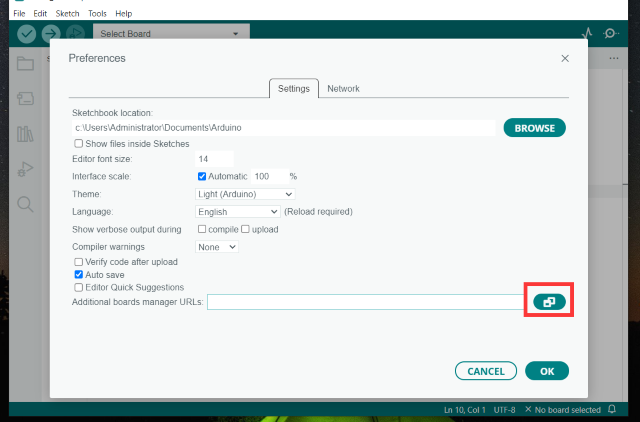 File Edit Sketch Tools Help
Select Board
Preferences
Settings Network
Sketchbook location:
c:\Users\Administrator\Documents\Arduino
BROWSE
Show files inside Sketches
Editor font size: 14
Interface scale: Automatic 100 %
Theme: Light (Arduino)
Language: English (Reload required)
Show verbose output during compile upload
Compiler warnings None
Verify code after upload
Auto save
Editor Quick Suggestions
Additional boards manager URLs:
CANCEL OK
Ln 10, Col 1 UTF-8 × No board selected